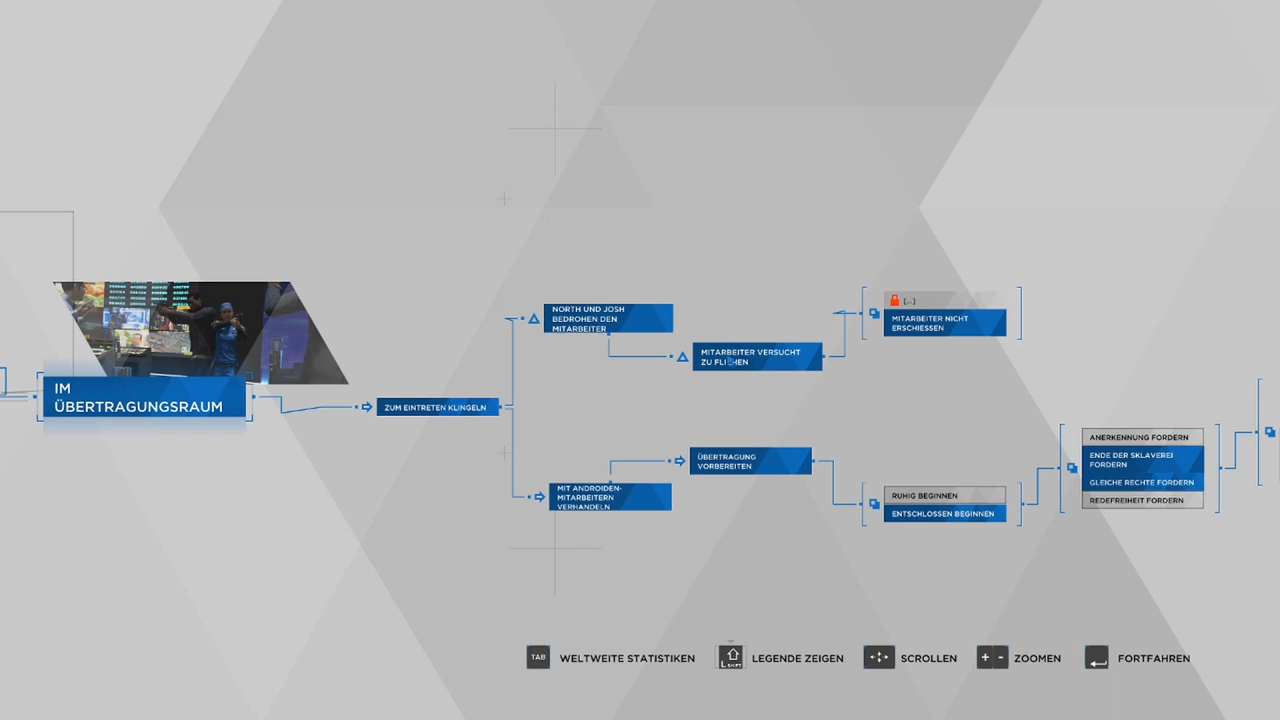 IM
ÜBERTRAGUNGSRAUM
ZUM EINTRETEN KLINGELN
NORTH UND JOSH
BEDROHEN DEN
MITARBEITER
MITARBEITER VERSUCHT
ZU FLIEHEN
[...]
MITARBEITER NICHT
ERSCHIESSEN
MIT ANDROIDEN-
MITARBEITERN
VERHANDELN
ÜBERTRAGUNG
VORBEREITEN
RUHIG BEGINNEN
ENTSCHLOSSEN BEGINNEN
ANERKENNUNG FORDERN
ENDE DER SKLAVEREI
FORDERN
GLEICHE RECHTE FORDERN
REDEFREIHEIT FORDERN
TAB WELTWEITE STATISTIKEN
L SHIFT LEGENDE ZEIGEN
SCROLLEN
+ - ZOOMEN
FORTFAHREN